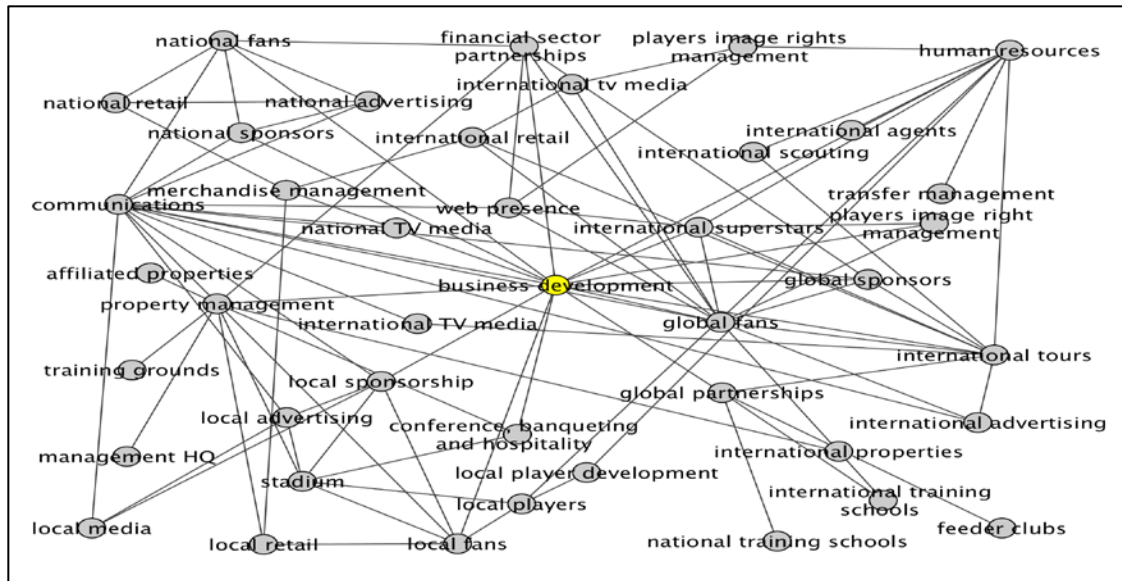 national fans
financial sector
partnerships
players image rights
management
human resources
international tv media
national retail
national advertising
national sponsors
international retail
international agents
international scouting
merchandise management
transfer management
communications
web presence
players image right
management
national TV media
international superstars
affiliated properties
business development
global sponsors
property management
international TV media
global fans
international tours
training grounds
local sponsorship
global partnerships
local advertising
conference, banqueting
and hospitality
international advertising
management HQ
international properties
stadium
local player development
local players
international training
schools
local media
local retail
local fans
national training schools
feeder clubs